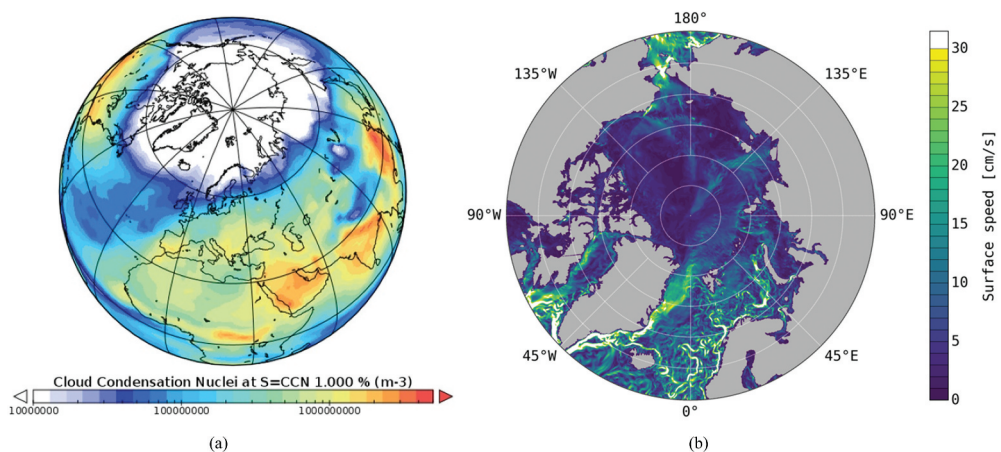 Cloud Condensation Nuclei at S=CCN 1.000 % (m-3)
10000000 100000000 1000000000
(a)
180°
135°W 135°E
90°W 90°E
45°W 45°E
0°
30
25
20
15
10
5
0
Surface speed [cm/s]
(b)